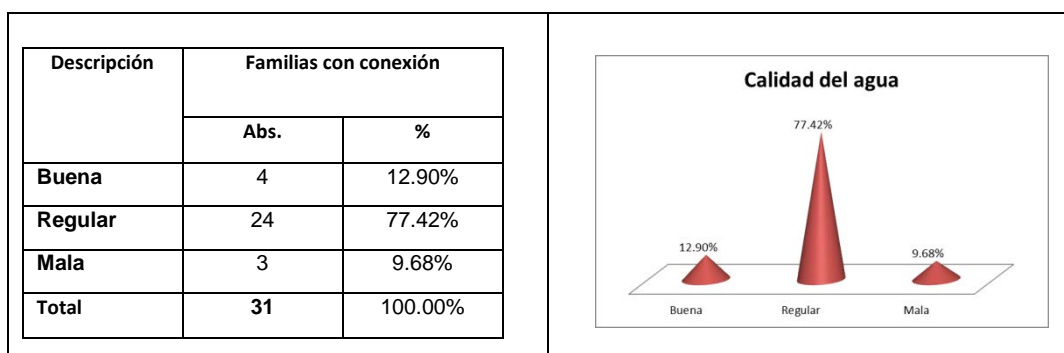 Descripción Familias con conexión
Abs. %
Buena 4 12.90%
Regular 24 77.42%
Mala 3 9.68%
Total 31 100.00%
Calidad del agua
77.42%
12.90%
9.68%
Buena Regular Mala